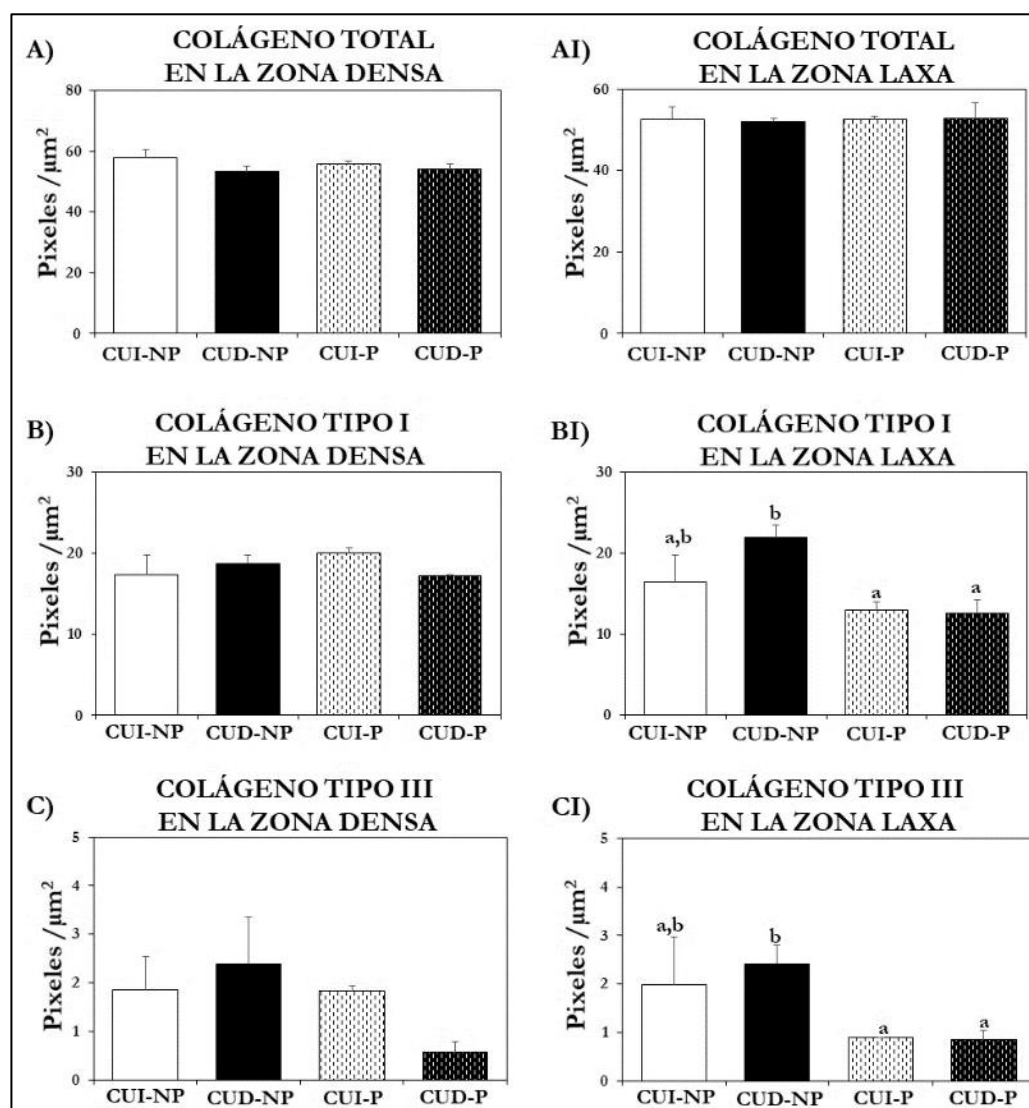 A)
COLÁGENO TOTAL
EN LA ZONA DENSA
Pixeles /µm²
80
60
40
20
0
CUI-NP CUD-NP CUI-P CUD-P
AI)
COLÁGENO TOTAL
EN LA ZONA LAXA
Pixeles /µm²
60
40
20
0
CUI-NP CUD-NP CUI-P CUD-P
B)
COLÁGENO TIPO I
EN LA ZONA DENSA
Pixeles /µm²
30
20
10
0
CUI-NP CUD-NP CUI-P CUD-P
BI)
COLÁGENO TIPO I
EN LA ZONA LAXA
Pixeles /µm²
30
20
10
0
a,b b a a
CUI-NP CUD-NP CUI-P CUD-P
C)
COLÁGENO TIPO III
EN LA ZONA DENSA
Pixeles /µm²
5
4
3
2
1
0
CUI-NP CUD-NP CUI-P CUD-P
CI)
COLÁGENO TIPO III
EN LA ZONA LAXA
Pixeles /µm²
5
4
3
2
1
0
a,b b a a
CUI-NP CUD-NP CUI-P CUD-P